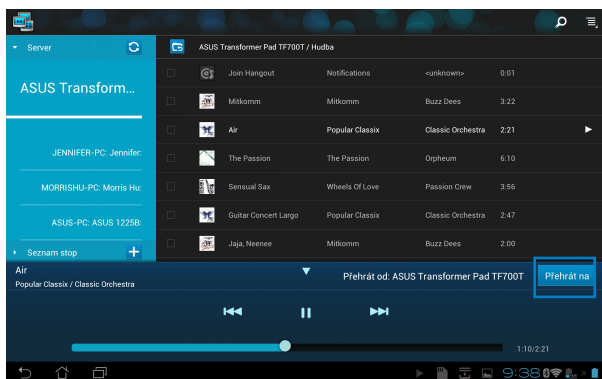 Server
ASUS Transformer Pad TF700T / Hudba
ASUS Transform...
JENNIFER-PC: Jennifer:
MORRISHU-PC: Morris Hu:
ASUS-PC: ASUS 1225B:
Seznam stop
Join Hangout Notifications <unknown> 0:01
Mitkomm Mitkomm Buzz Dees 3:22
Air Popular Classix Classic Orchestra 2:21
The Passion The Passion Orpheum 6:10
Sensual Sax Wheels Of Love Passion Crew 3:56
Guitar Concert Largo Popular Classix Classic Orchestra 2:47
Jaja, Neenee Mitkomm Buzz Dees 2:00
Air
Popular Classix / Classic Orchestra
Přehrát od: ASUS Transformer Pad TF700T
Přehrát na
1:10/2:21
9:38